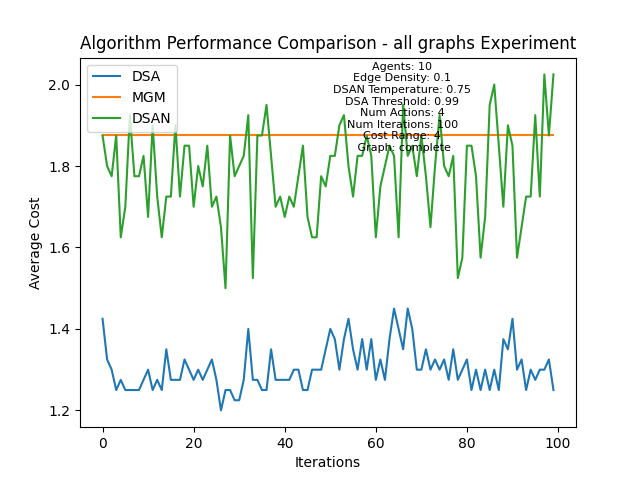 Algorithm Performance Comparison - all graphs Experiment
DSA
MGM
DSAN
Agents: 10
Edge Density: 0.1
DSAN Temperature: 0.75
DSA Threshold: 0.99
Num Actions: 4
Num Iterations: 100
Cost Range: 4
Graph: complete
Average Cost
2.0
1.8
1.6
1.4
1.2
0
20
40
60
80
100
Iterations